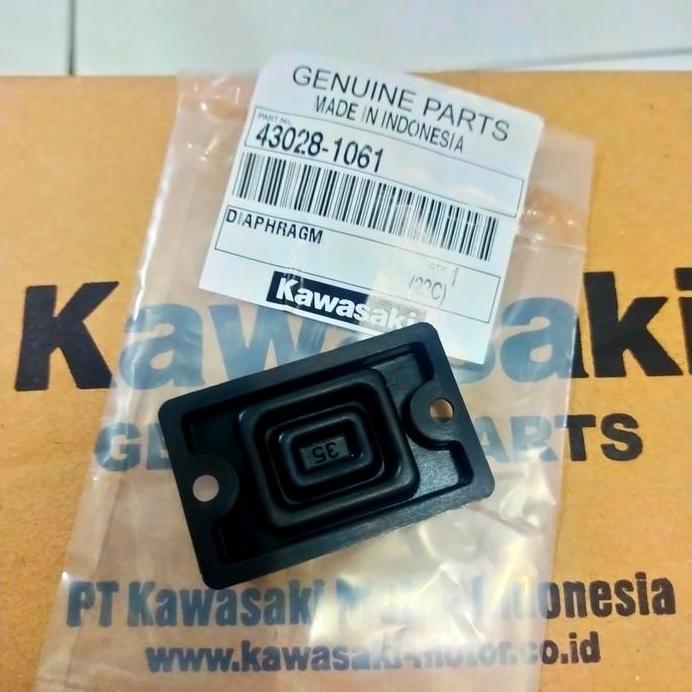 GENUINE PARTS
MADE IN INDONESIA
PART No.
43028-1061
DIAPHRAGM
QTY 1
(22C)
Kawasaki
Kawasaki
PARTS
35
PT Kawasaki Indonesia
www.kawasaki-motor.co.id